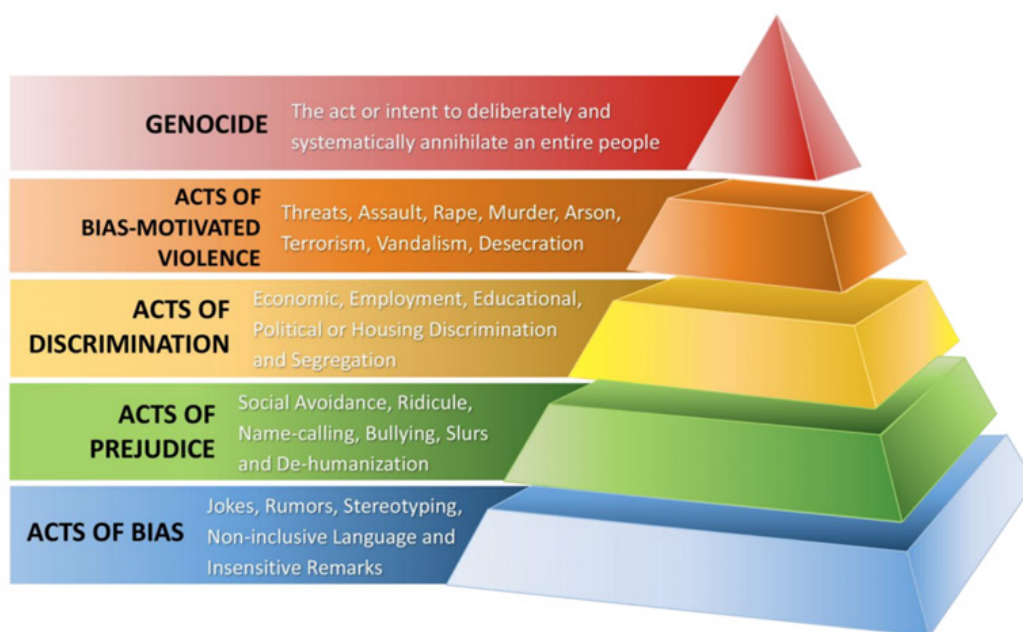 GENOCIDE
The act or intent to deliberately and
systematically annihilate an entire people
ACTS OF
BIAS-MOTIVATED
VIOLENCE
Threats, Assault, Rape, Murder, Arson,
Terrorism, Vandalism, Desecration
ACTS OF
DISCRIMINATION
Economic, Employment, Educational,
Political or Housing Discrimination
and Segregation
ACTS OF
PREJUDICE
Social Avoidance, Ridicule,
Name-calling, Bullying, Slurs
and De-humanization
ACTS OF BIAS
Jokes, Rumors, Stereotyping,
Non-inclusive Language and
Insensitive Remarks